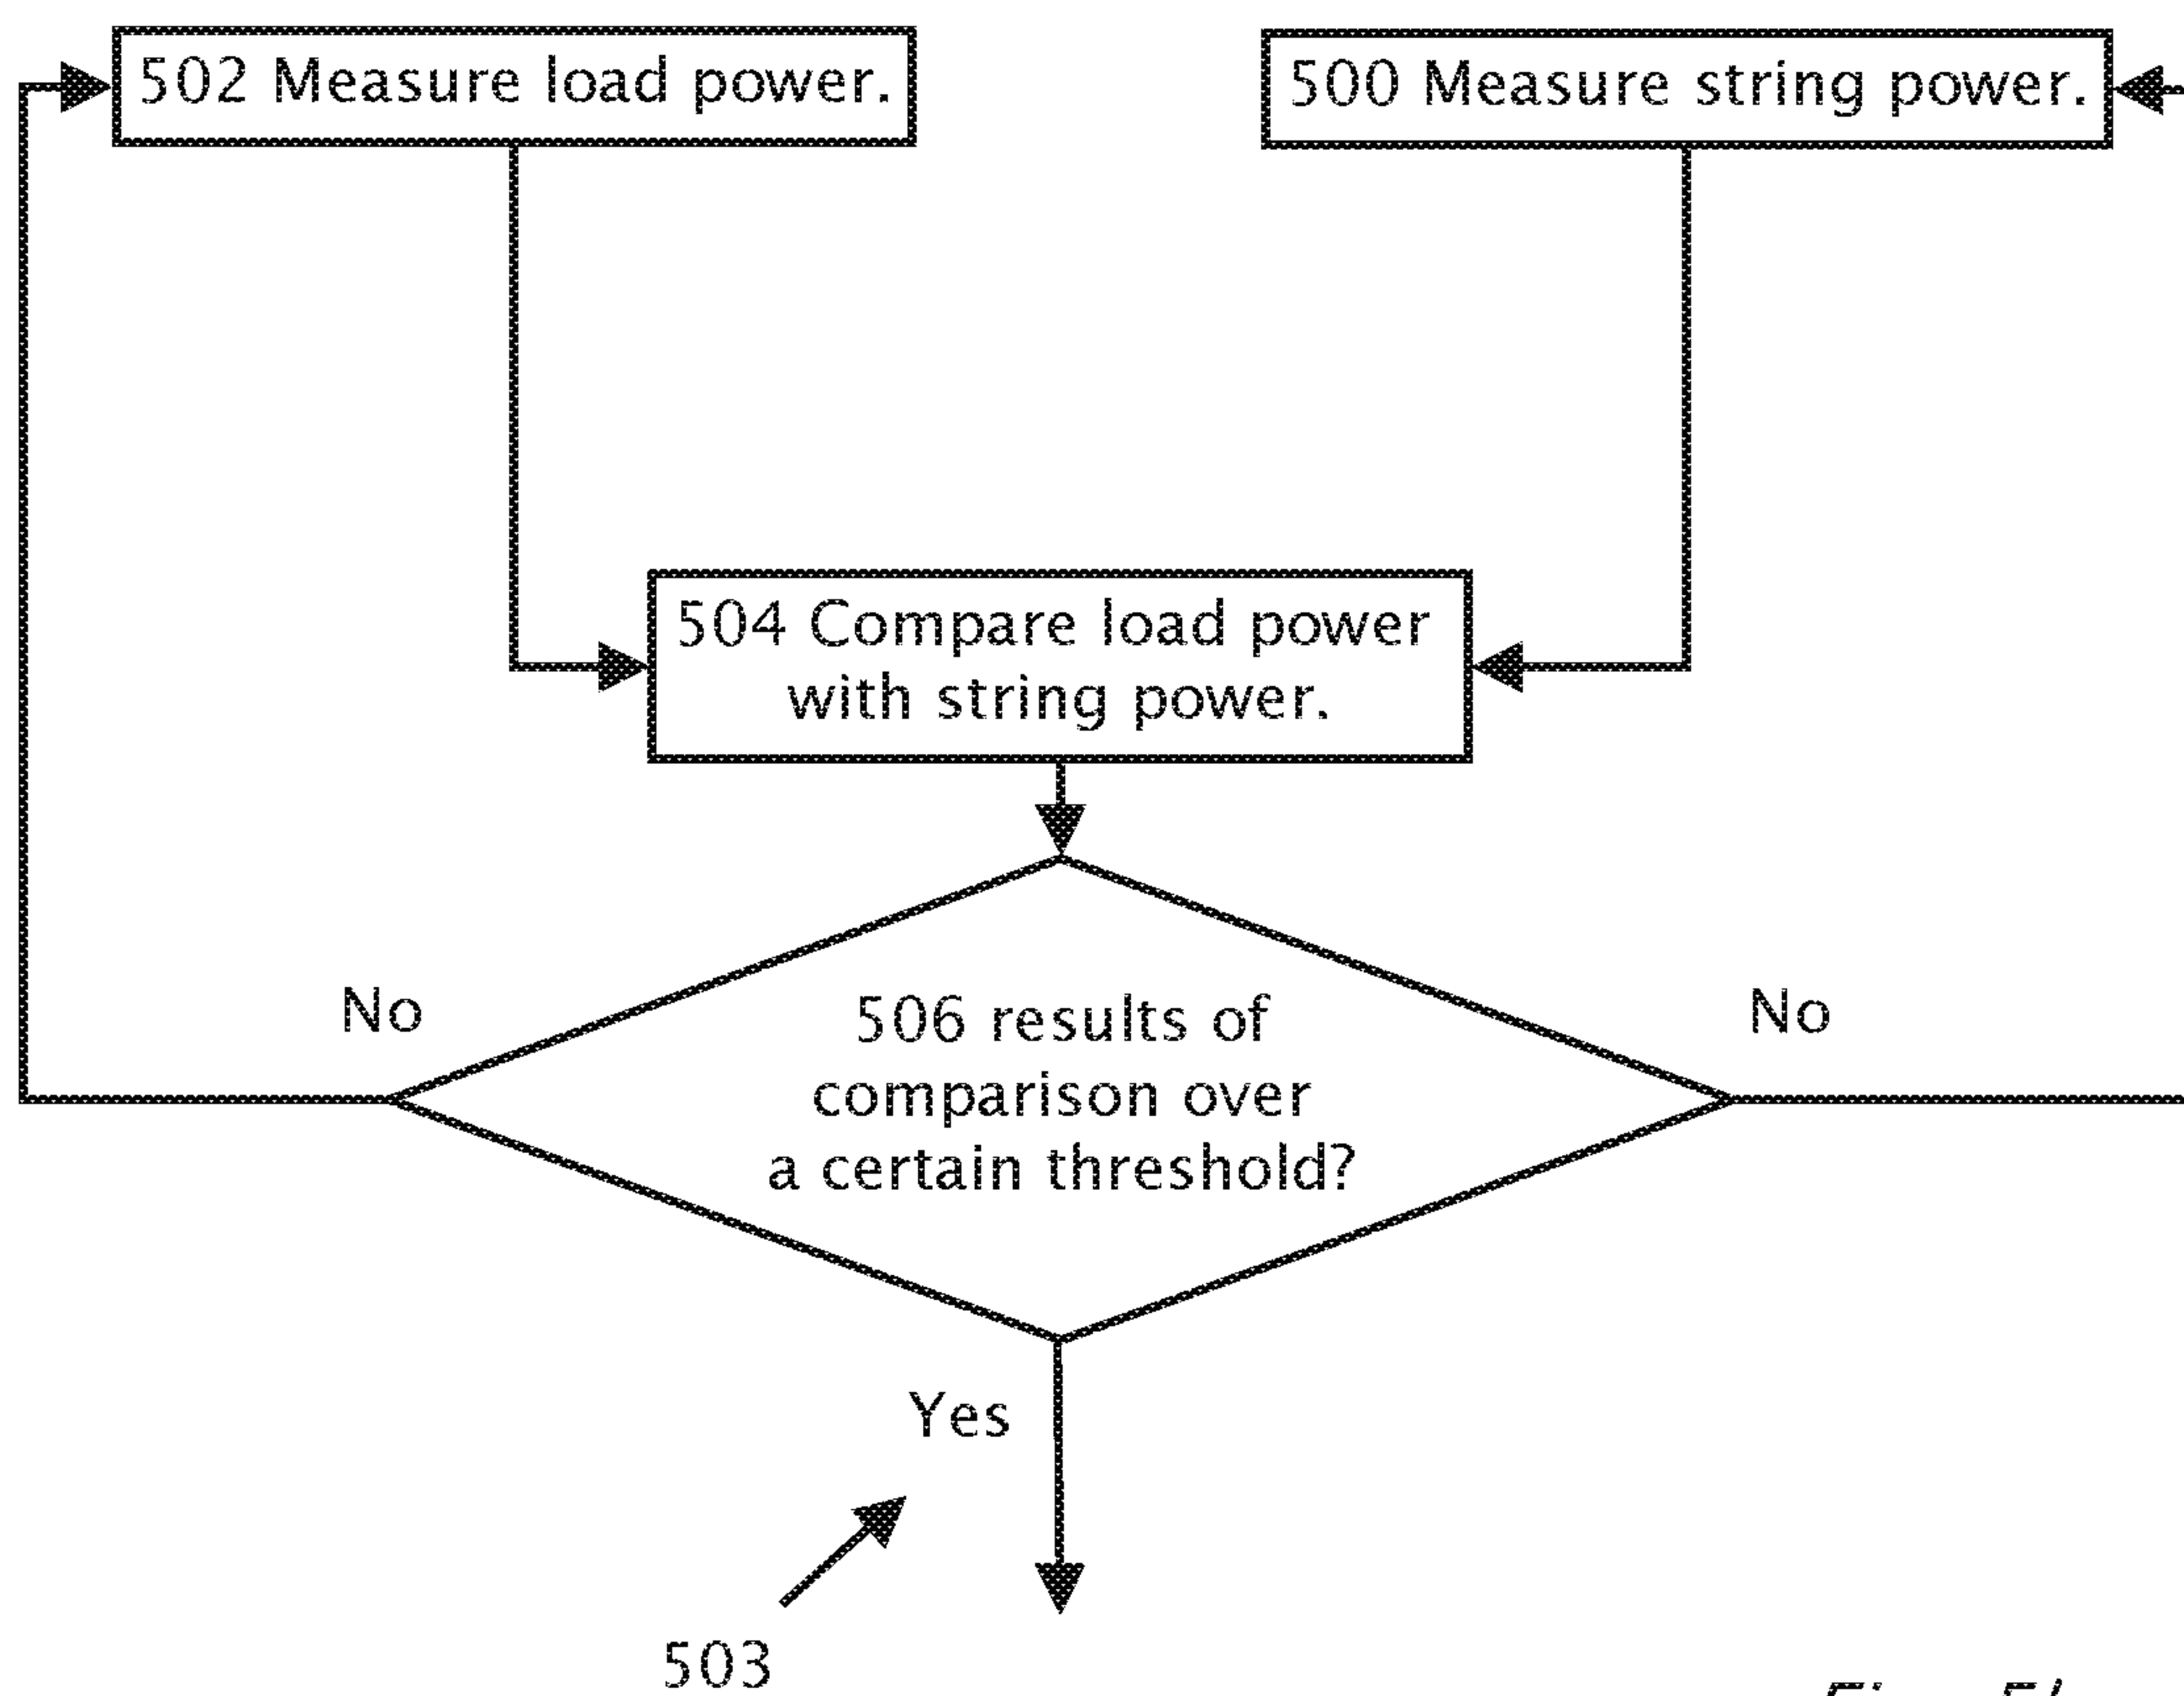 502 Measure load power.
500 Measure string power.
504 Compare load power
with string power.
No
No
506 results of
comparison over
a certain threshold?
Yes
503